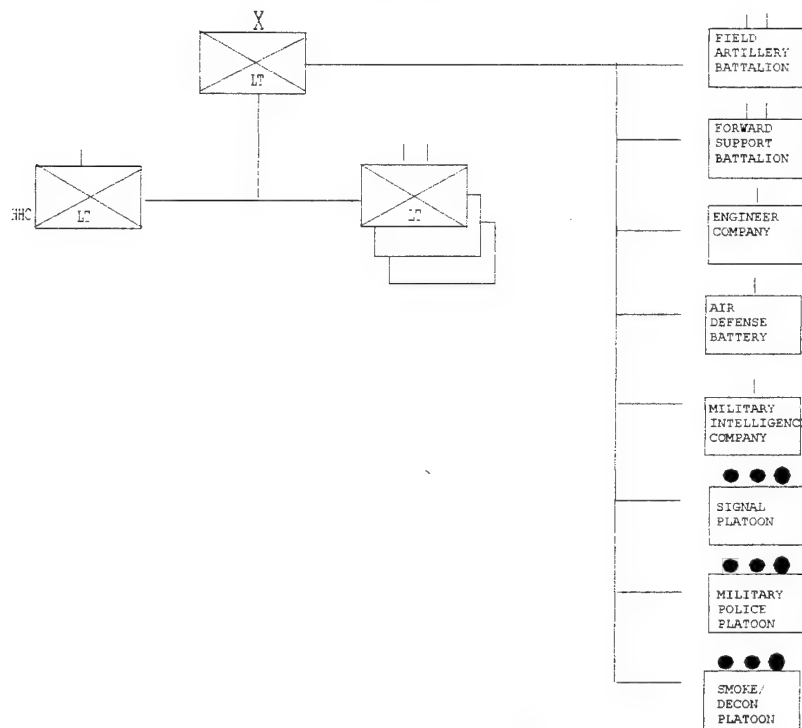 X
LT
FIELD
ARTILLERY
BATTALION
FORWARD
SUPPORT
BATTALION
HHC
LT
LT
ENGINEER
COMPANY
AIR
DEFENSE
BATTERY
MILITARY
INTELLIGENC
COMPANY
SIGNAL
PLATOON
MILITARY
POLICE
PLATOON
SMOKE/
DECON
PLATOON